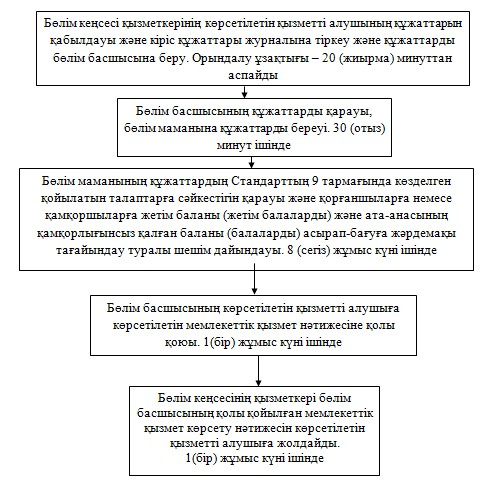 Бөлім кеңсесі қызметкерінің көрсетілетін қызметті алушының құжаттарын
қабылдауы және кіріс құжаттары журналына тіркеу және құжаттарды
бөлім басшысына беру. Орындалу ұзақтығы – 20 (жиырма) минуттан
аспайды
Бөлім басшысының құжаттарды қарауы,
бөлім маманына құжаттарды береуі. 30 (отыз)
минут ішінде
Бөлім маманының құжаттардың Стандарттың 9 тармағында көзделген
қойылатын талаптарға сәйкестігін қарауы және қорғаншыларға немесе
қамқоршыларға жетім баланы (жетім балаларды) және ата-анасының
қамқорлығынсыз қалған баланы (балаларды) асырап-бағуға жәрдемақы
тағайындау туралы шешім дайындауы. 8 (сегіз) жұмыс күні ішінде
Бөлім басшысының көрсетілетін қызметті алушыға
көрсетілетін мемлекеттік қызмет нәтижесіне қолы
қоюы. 1(бір) жұмыс күні ішінде
Бөлім кеңсесінің қызметкері бөлім
басшысының қолы қойылған мемлекеттік
қызмет көрсету нәтижесін көрсетілетін
қызметті алушыға жолдайды.
1(бір) жұмыс күні ішінде